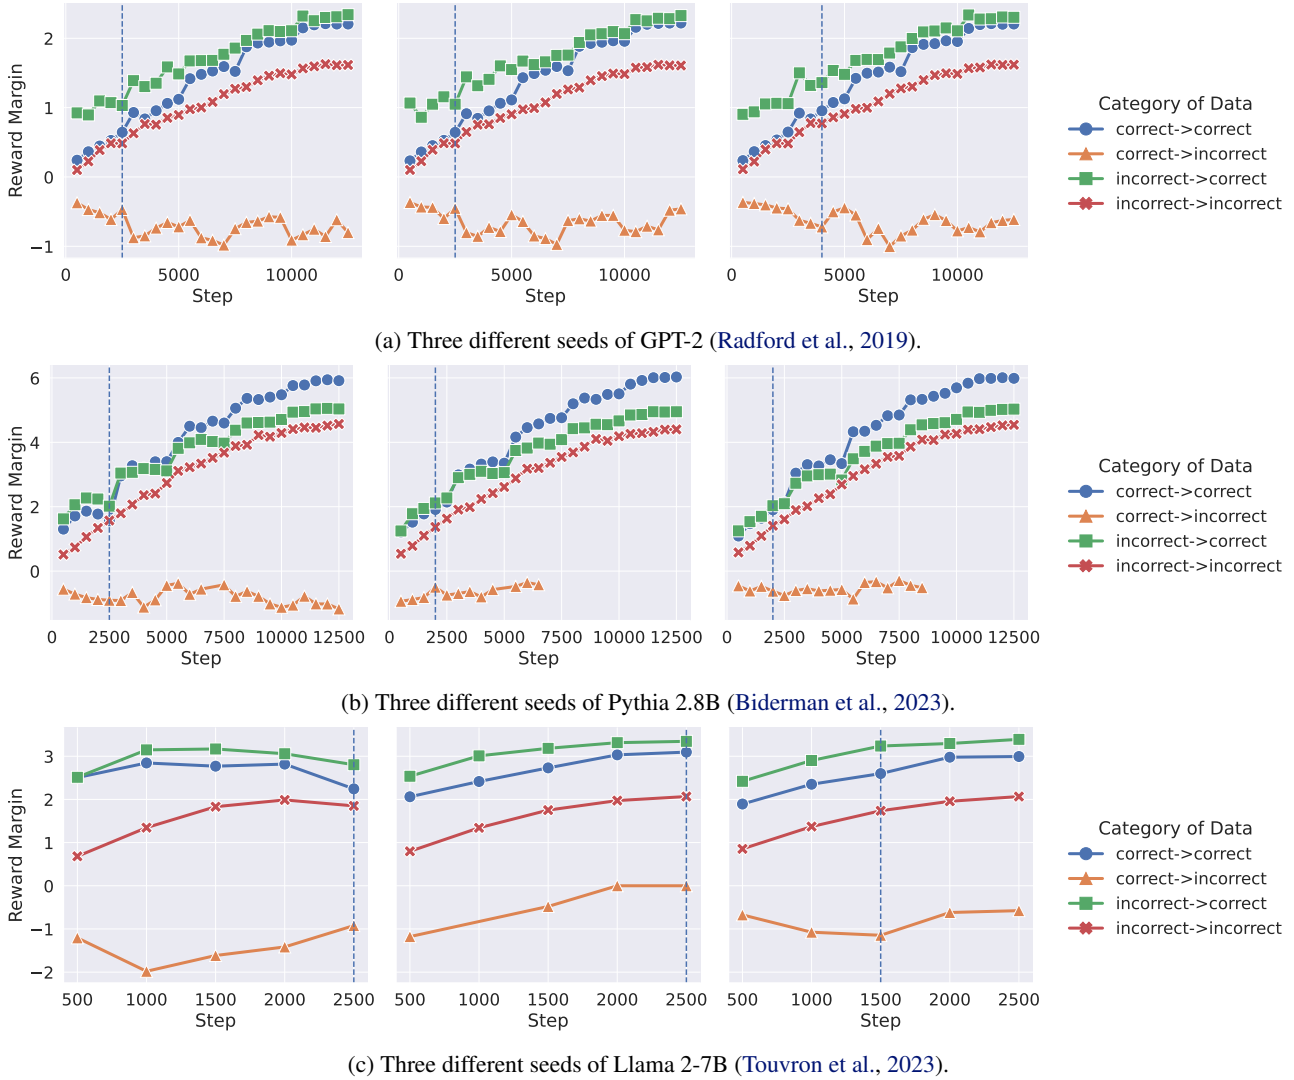 Reward Margin
2
1
0
−1
0
5000
10000
Step
0
5000
10000
Step
0
5000
10000
Step
Category of Data
correct->correct
correct->incorrect
incorrect->correct
incorrect->incorrect
(a) Three different seeds of GPT-2 (Radford et al., 2019).
Reward Margin
6
4
2
0
0 2500 5000 7500 10000 12500
Step
0 2500 5000 7500 10000 12500
Step
0 2500 5000 7500 10000 12500
Step
Category of Data
correct->correct
correct->incorrect
incorrect->correct
incorrect->incorrect
(b) Three different seeds of Pythia 2.8B (Biderman et al., 2023).
Reward Margin
3
2
1
0
−1
−2
500 1000 1500 2000 2500
Step
500 1000 1500 2000 2500
Step
500 1000 1500 2000 2500
Step
Category of Data
correct->correct
correct->incorrect
incorrect->correct
incorrect->incorrect
(c) Three different seeds of Llama 2-7B (Touvron et al., 2023).